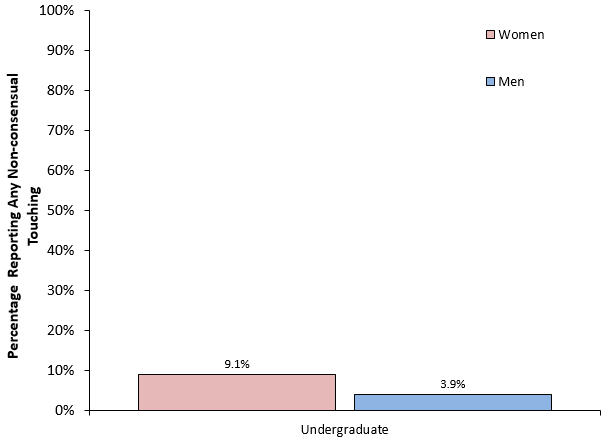 Percentage Reporting Any Non-consensual
Touching
100%
90%
80%
70%
60%
50%
40%
30%
20%
10%
0%
Women
Men
9.1%
3.9%
Undergraduate